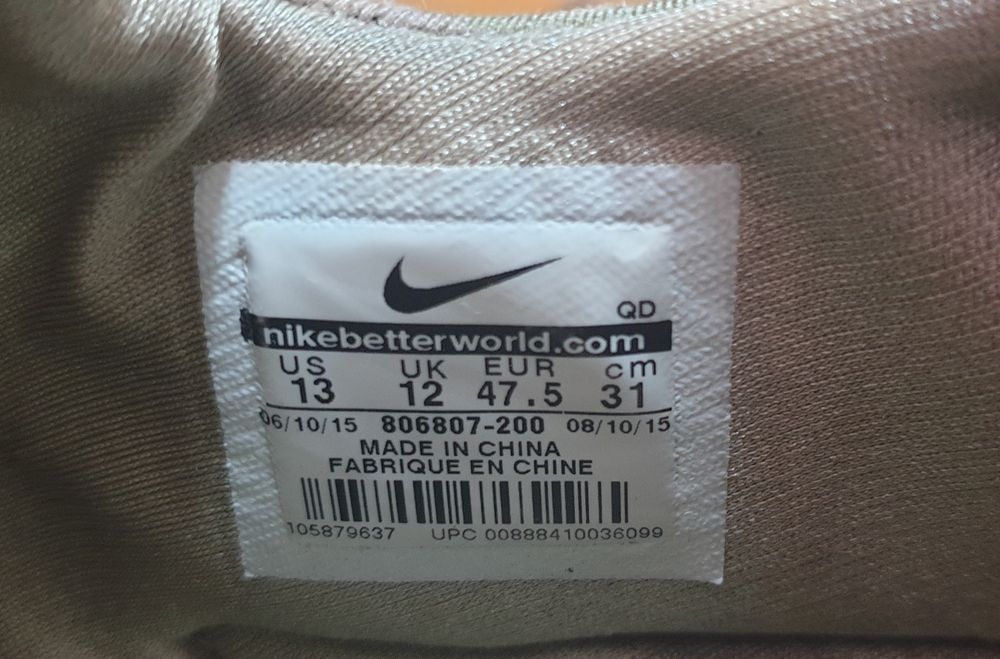 QD
nikebetterworld.com
US UK EUR cm
13 12 47.5 31
06/10/15 806807-200 08/10/15
MADE IN CHINA
FABRIQUE EN CHINE
105879637 UPC 00888410036099